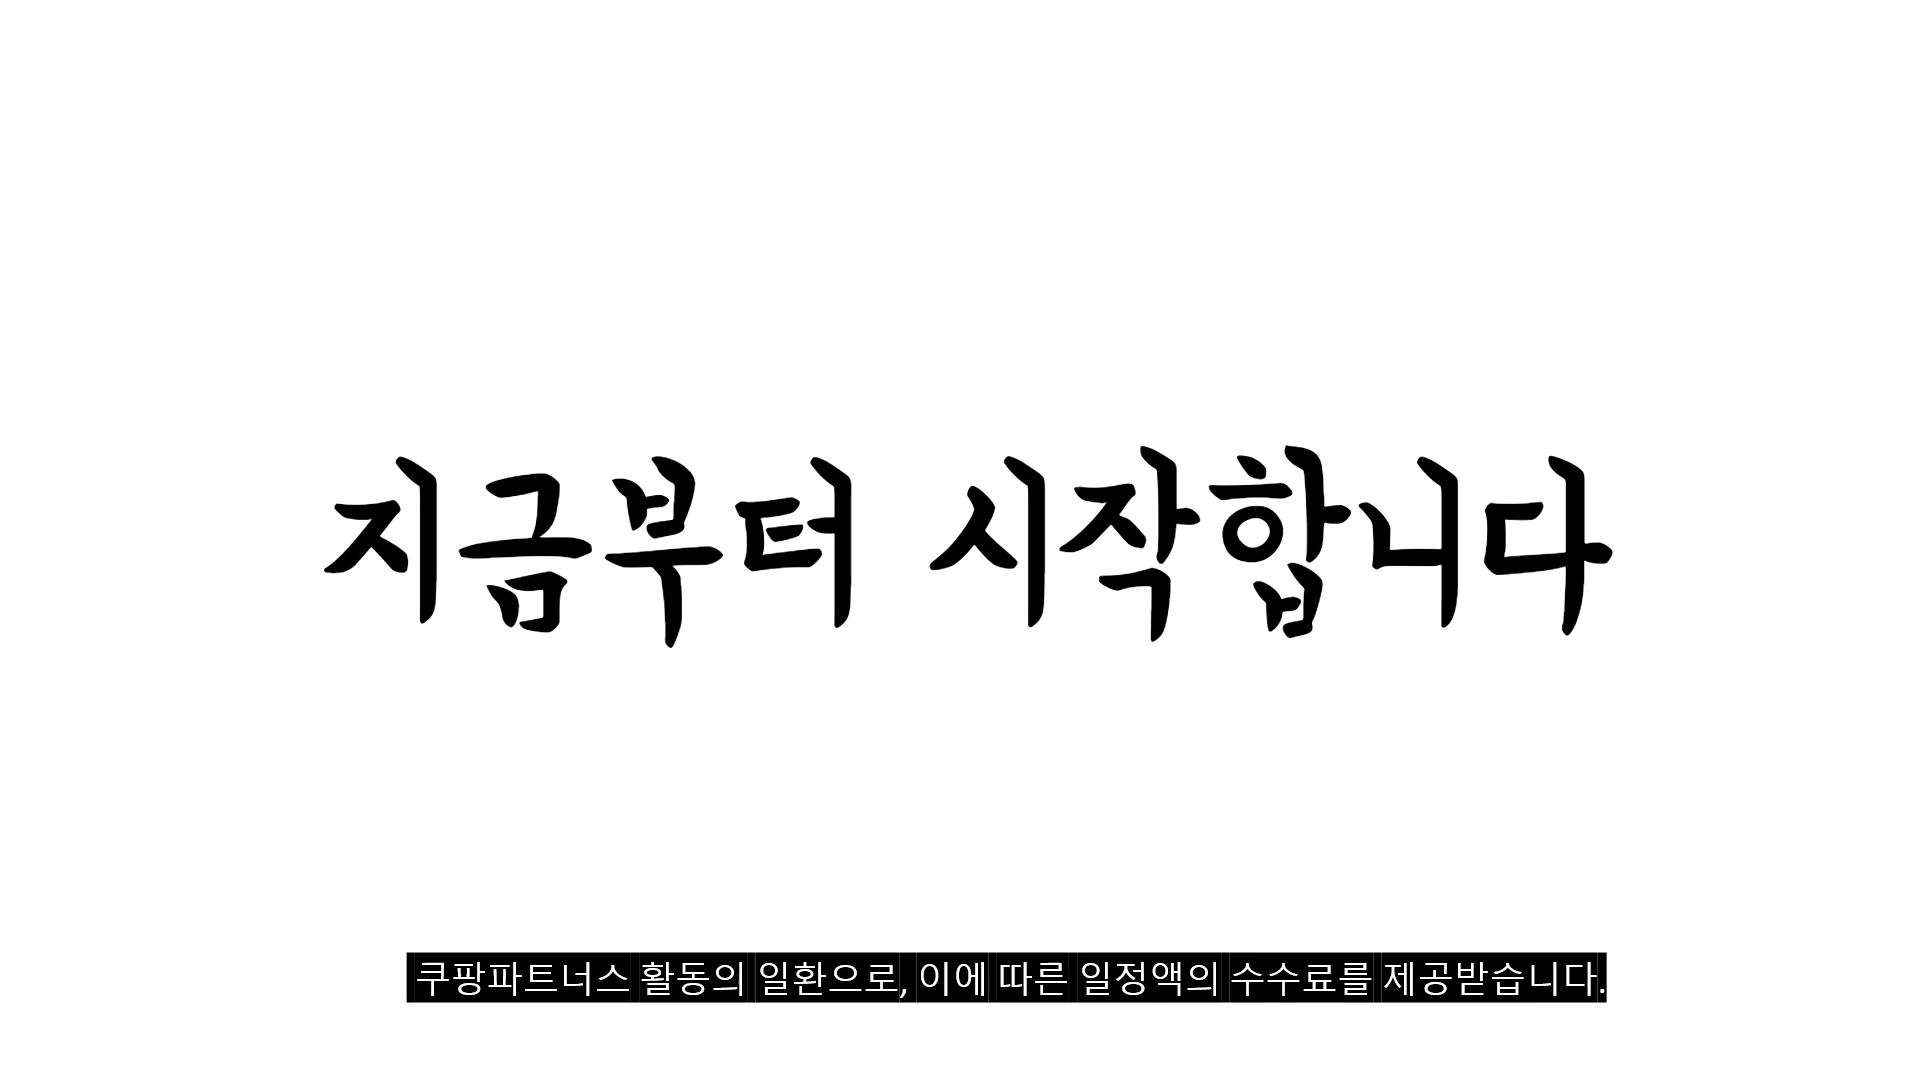 지금부터 시작합니다
쿠팡파트너스 활동의 일환으로, 이에 따른 일정액의 수수료를 제공받습니다.